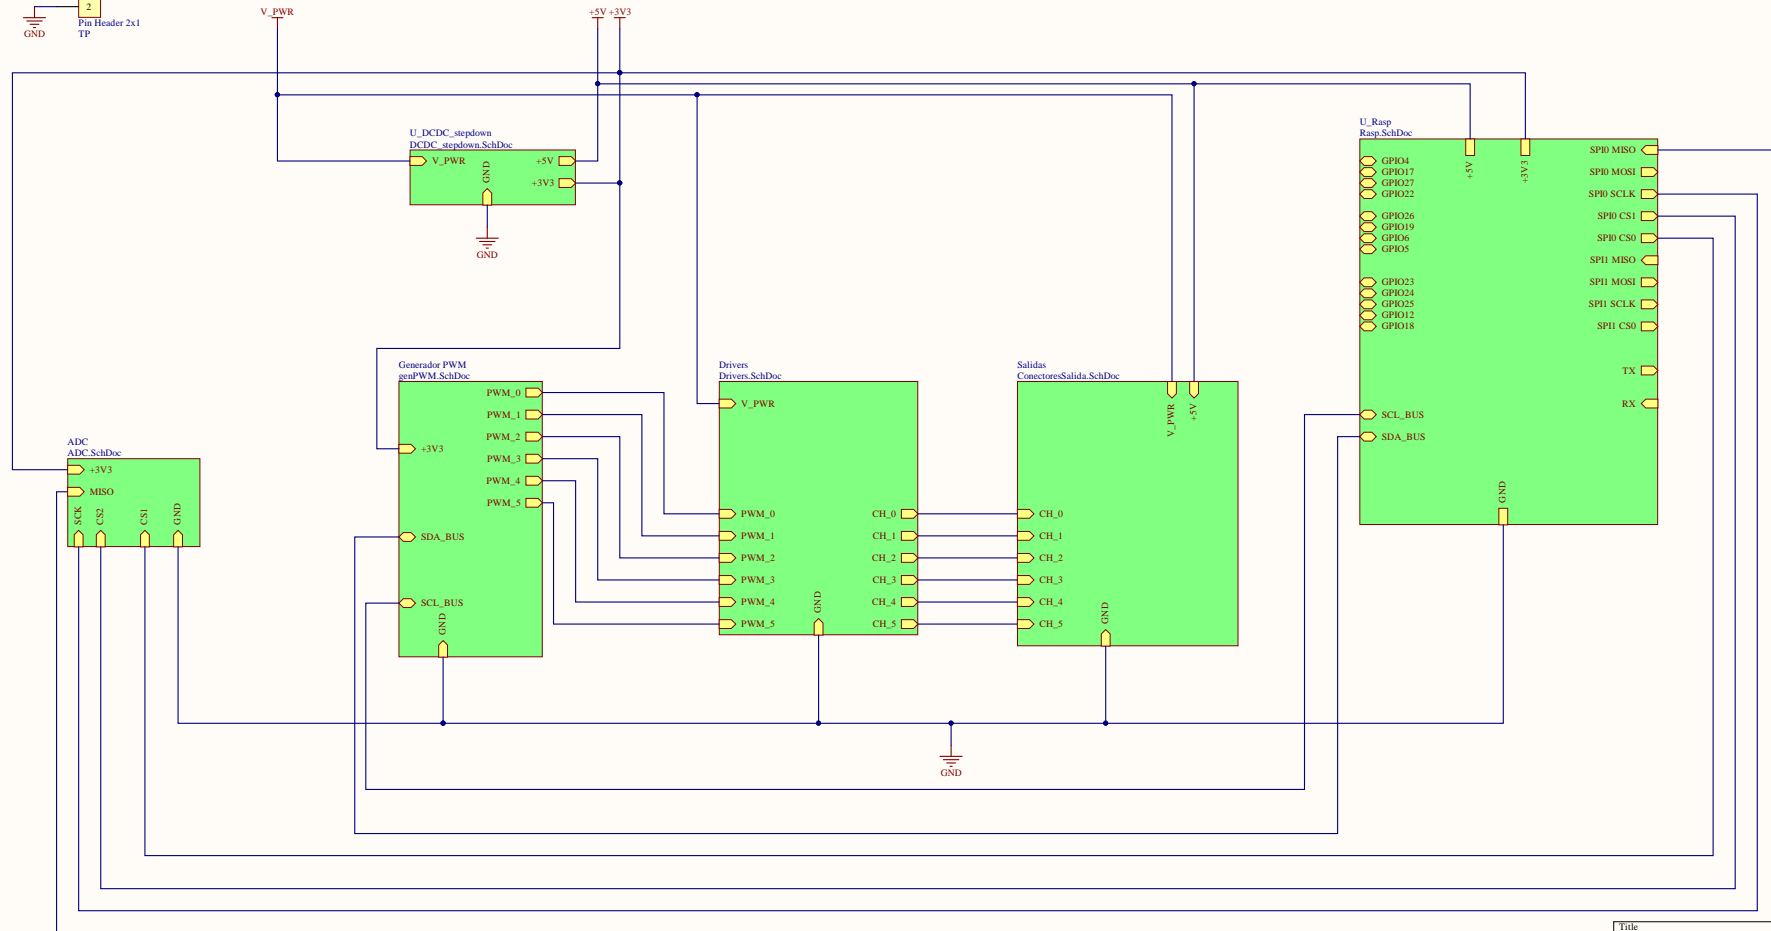 2
Pin Header 2x1
TP
GND
V_PWR
+5V
+3V3
U_DCDC_stepdown
DCDC_stepdown.SchDoc
V_PWR
GND
+5V
+3V3
GND
U_Rasp
Rasp.SchDoc
GPIO4
GPIO17
GPIO27
GPIO22
GPIO26
GPIO19
GPIO6
GPIO5
GPIO23
GPIO24
GPIO25
GPIO12
GPIO18
SCL_BUS
SDA_BUS
+5V
+3V3
SPI0 MISO
SPI0 MOSI
SPI0 SCLK
SPI0 CS1
SPI0 CS0
SPI1 MISO
SPI1 MOSI
SPI1 SCLK
SPI1 CS0
TX
RX
GND
Generador PWM
genPWM.SchDoc
PWM_0
PWM_1
PWM_2
PWM_3
PWM_4
PWM_5
+3V3
SDA_BUS
SCL_BUS
GND
Drivers
Drivers.SchDoc
V_PWR
PWM_0
PWM_1
PWM_2
PWM_3
PWM_4
PWM_5
CH_0
CH_1
CH_2
CH_3
CH_4
CH_5
GND
Salidas
ConectoresSalida.SchDoc
V_PWR
+5V
CH_0
CH_1
CH_2
CH_3
CH_4
CH_5
GND
ADC
ADC.SchDoc
+3V3
MISO
SCK
CS2
CS1
GND
GND
Title